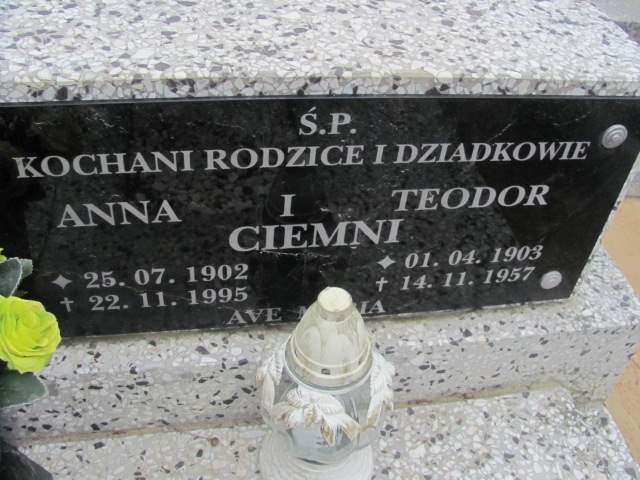 Ś.P.
KOCHANI RODZICE I DZIADKOWIE
ANNA I TEODOR
CIEMNI
✦ 25. 07. 1902 ✦ 01. 04. 1903
† 22. 11. 1995 † 14. 11. 1957
AVE